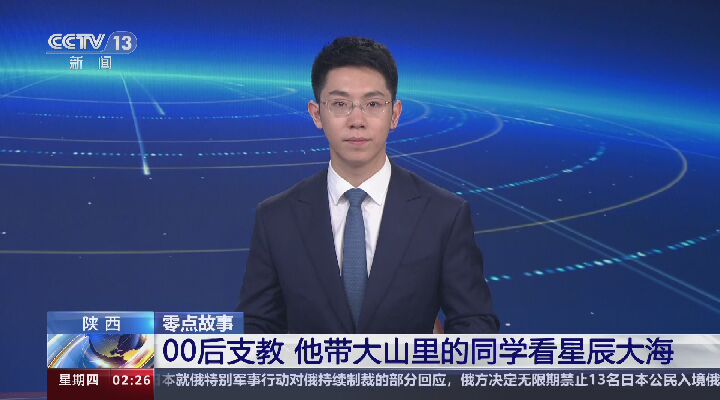 CCTV 13
新闻
陕西
零点故事
00后支教 他带大山里的同学看星辰大海
星期四 02:26
本就俄特别军事行动对俄持续制裁的部分回应，俄方决定无限期禁止13名日本公民入境俄